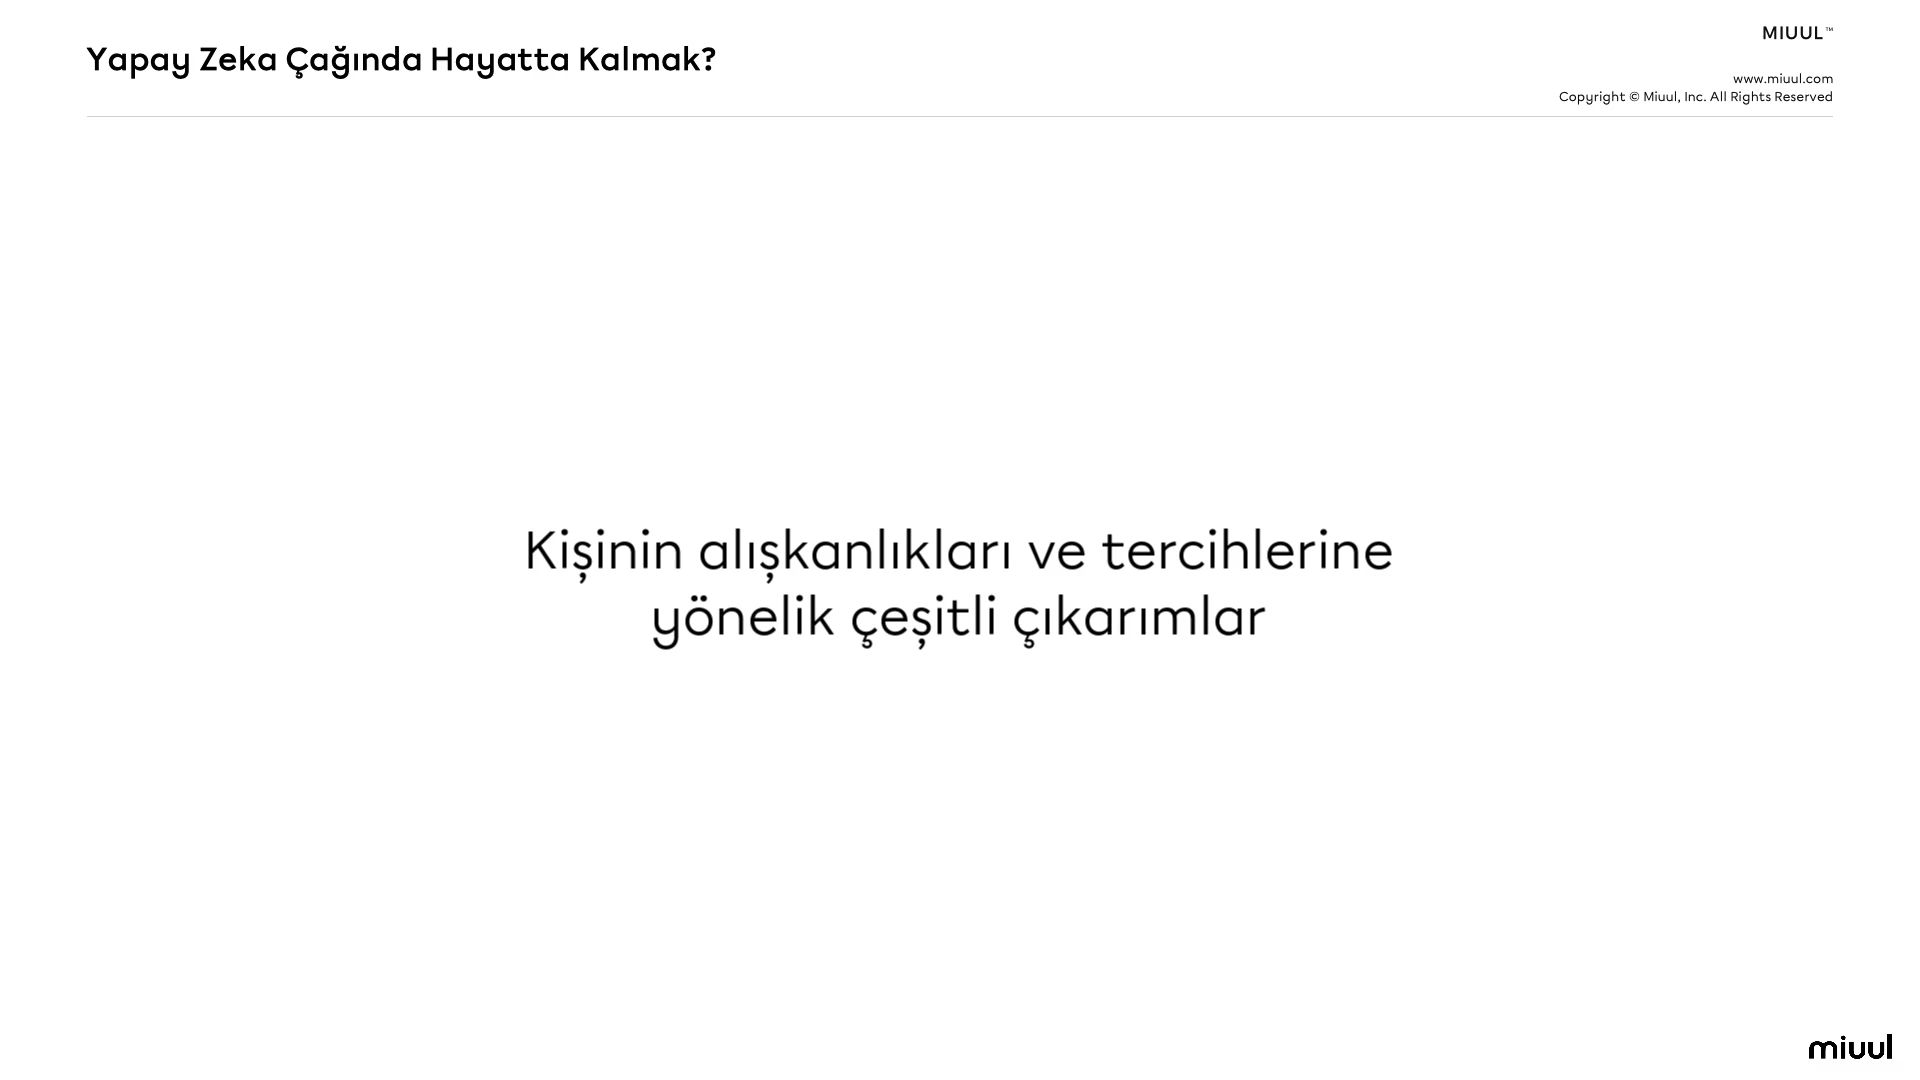 Yapay Zeka Çağında Hayatta Kalmak?
MIUUL™
www.miuul.com
Copyright © Miuul, Inc. All Rights Reserved
Kişinin alışkanlıkları ve tercihlerine
yönelik çeşitli çıkarımlar
miuul